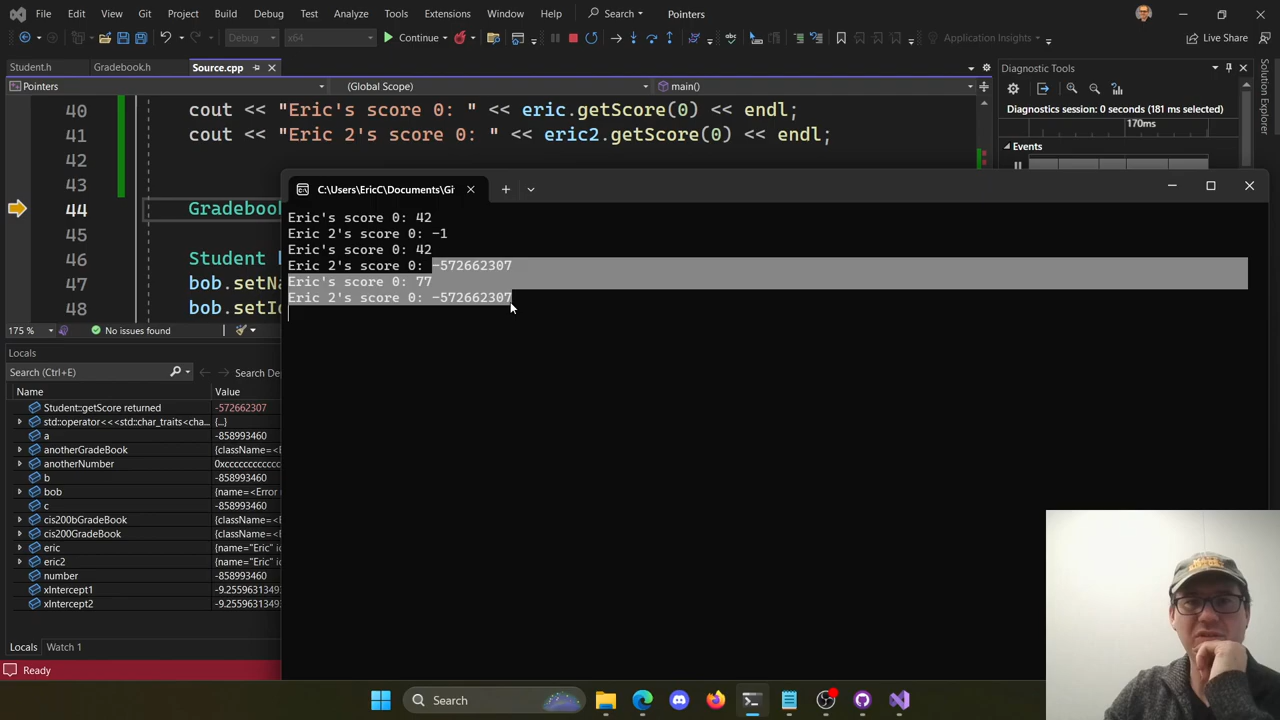 File Edit View Git Project Build Debug Test Analyze Tools Extensions Window Help Search Pointers
Debug x64 Continue Application Insights Live Share
Student.h Gradebook.h Source.cpp
Pointers (Global Scope) main()
40 cout << "Eric's score 0: " << eric.getScore(0) << endl;
41 cout << "Eric 2's score 0: " << eric2.getScore(0) << endl;
42
43
44 Gradebook
45
46 Student
47 bob.setNa
48 bob.setId
175 % No issues found
Diagnostic Tools
Diagnostics session: 0 seconds (181 ms selected)
170ms
Events
Solution Explorer
C:\Users\EricC\Documents\Git
Eric's score 0: 42
Eric 2's score 0: -1
Eric's score 0: 42
Eric 2's score 0: -572662307
Eric's score 0: 77
Eric 2's score 0: -572662307
Locals
Search (Ctrl+E) Search De
Name Value
Student::getScore returned -572662307
std::operator<<<std::char_traits<cha... {...}
a -858993460
anotherGradeBook {className=<E
anotherNumber 0xcccccccccccc
b -858993460
bob {name=<Error
c -858993460
cis200bGradeBook {className=<E
cis200GradeBook {className=<E
eric {name="Eric" i
eric2 {name="Eric" i
number -858993460
xIntercept1 -9.2559631349
xIntercept2 -9.2559631349
Locals Watch 1
Ready
Search